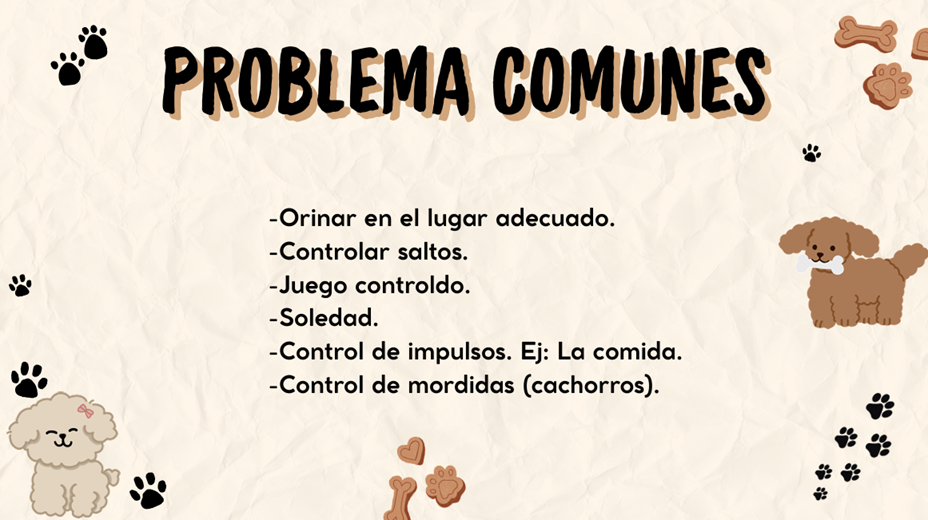 PROBLEMA COMUNES
-Orinar en el lugar adecuado.
-Controlar saltos.
-Juego controldo.
-Soledad.
-Control de impulsos. Ej: La comida.
-Control de mordidas (cachorros).